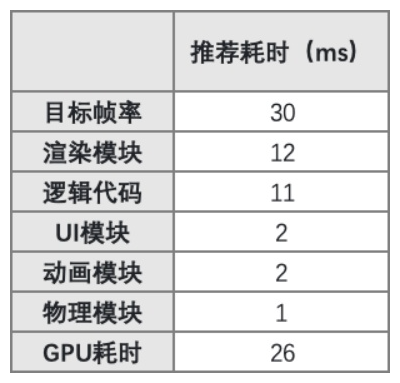 推荐耗时（ms）
目标帧率 30
渲染模块 12
逻辑代码 11
UI模块 2
动画模块 2
物理模块 1
GPU耗时 26